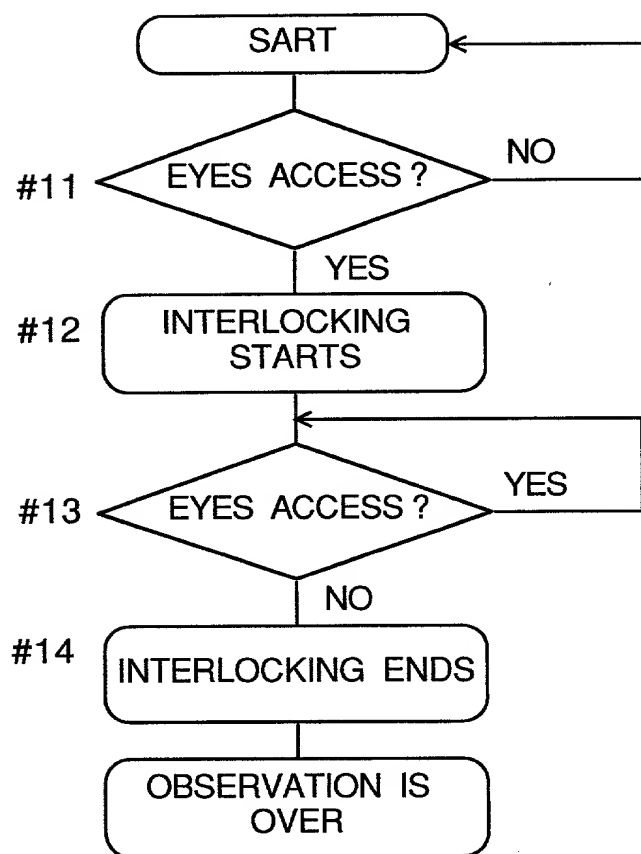 SART
#11
EYES ACCESS ?
NO
YES
#12
INTERLOCKING
STARTS
#13
EYES ACCESS ?
YES
NO
#14
INTERLOCKING ENDS
OBSERVATION IS
OVER